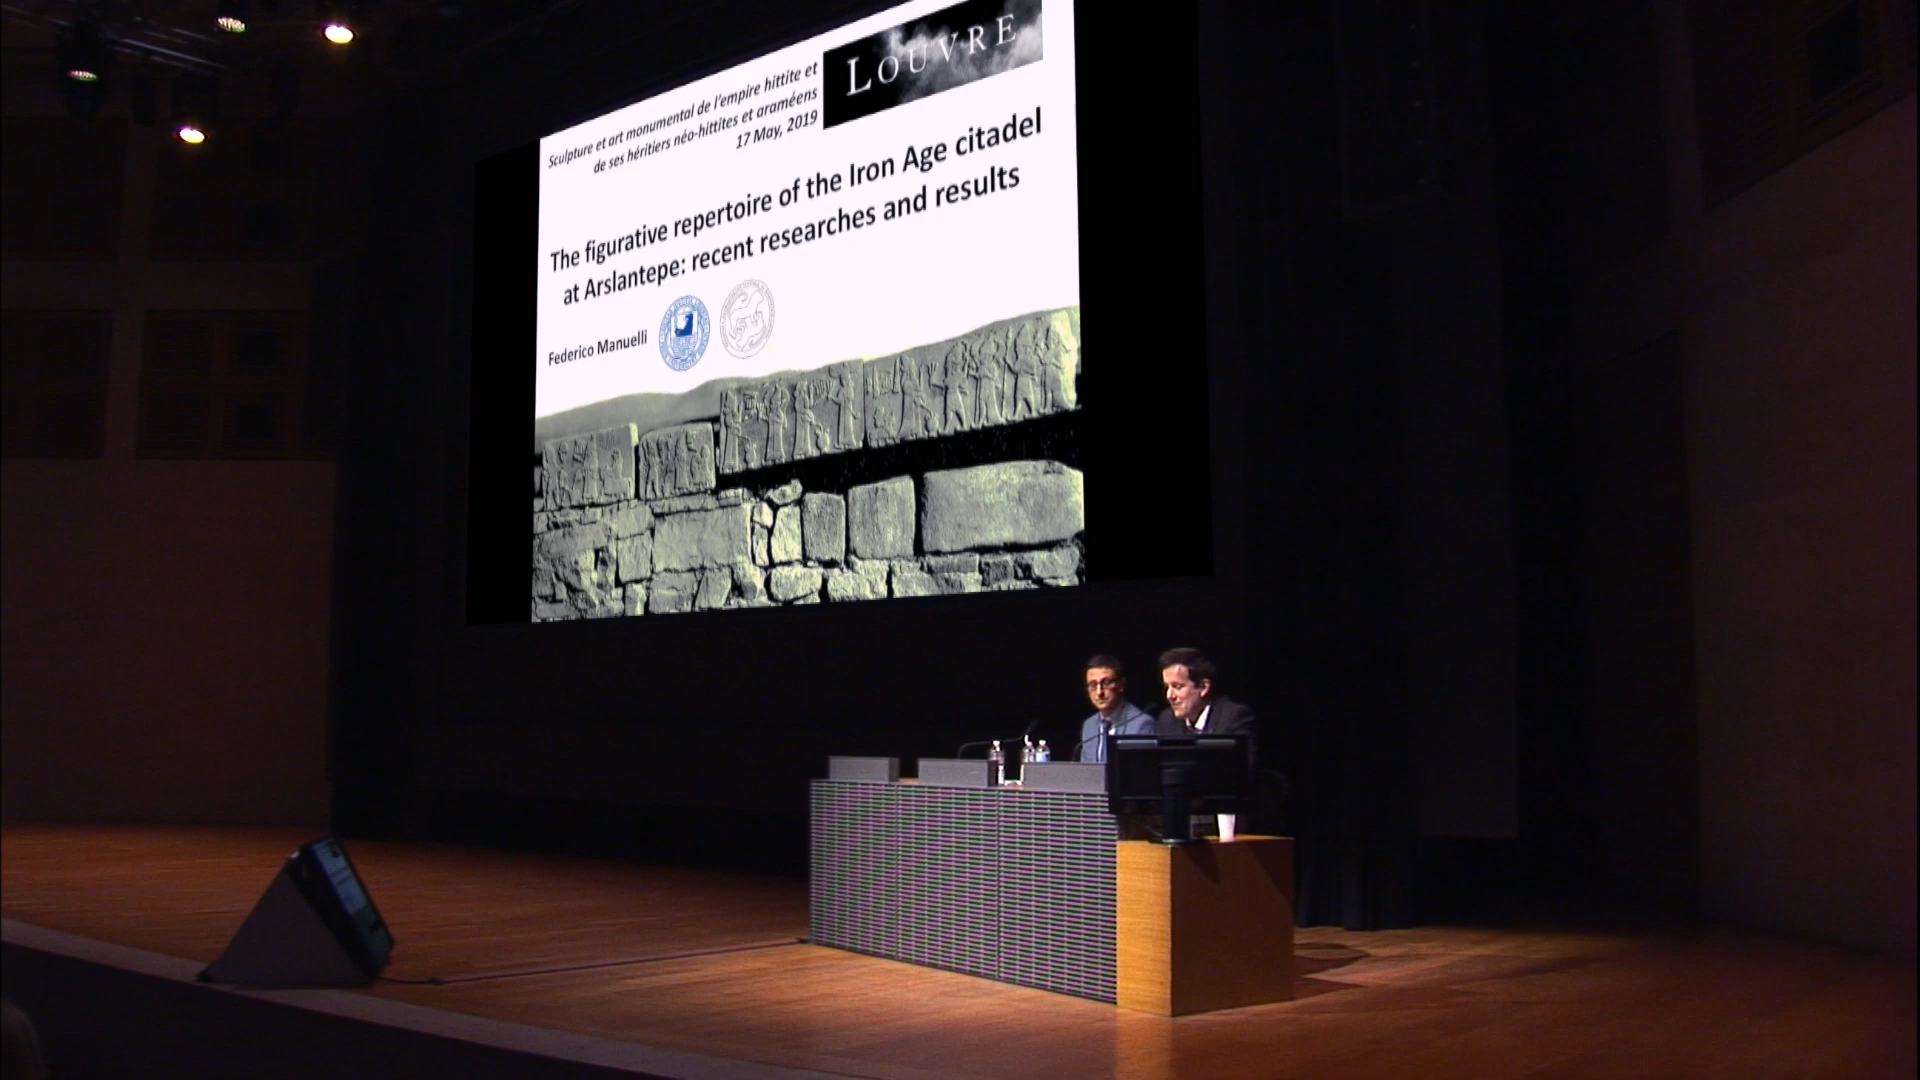 Sculpture et art monumental de l'empire hittite et
de ses héritiers néo-hittites et araméens
17 May, 2019
LOUVRE
The figurative repertoire of the Iron Age citadel
at Arslantepe: recent researches and results
Federico Manuelli